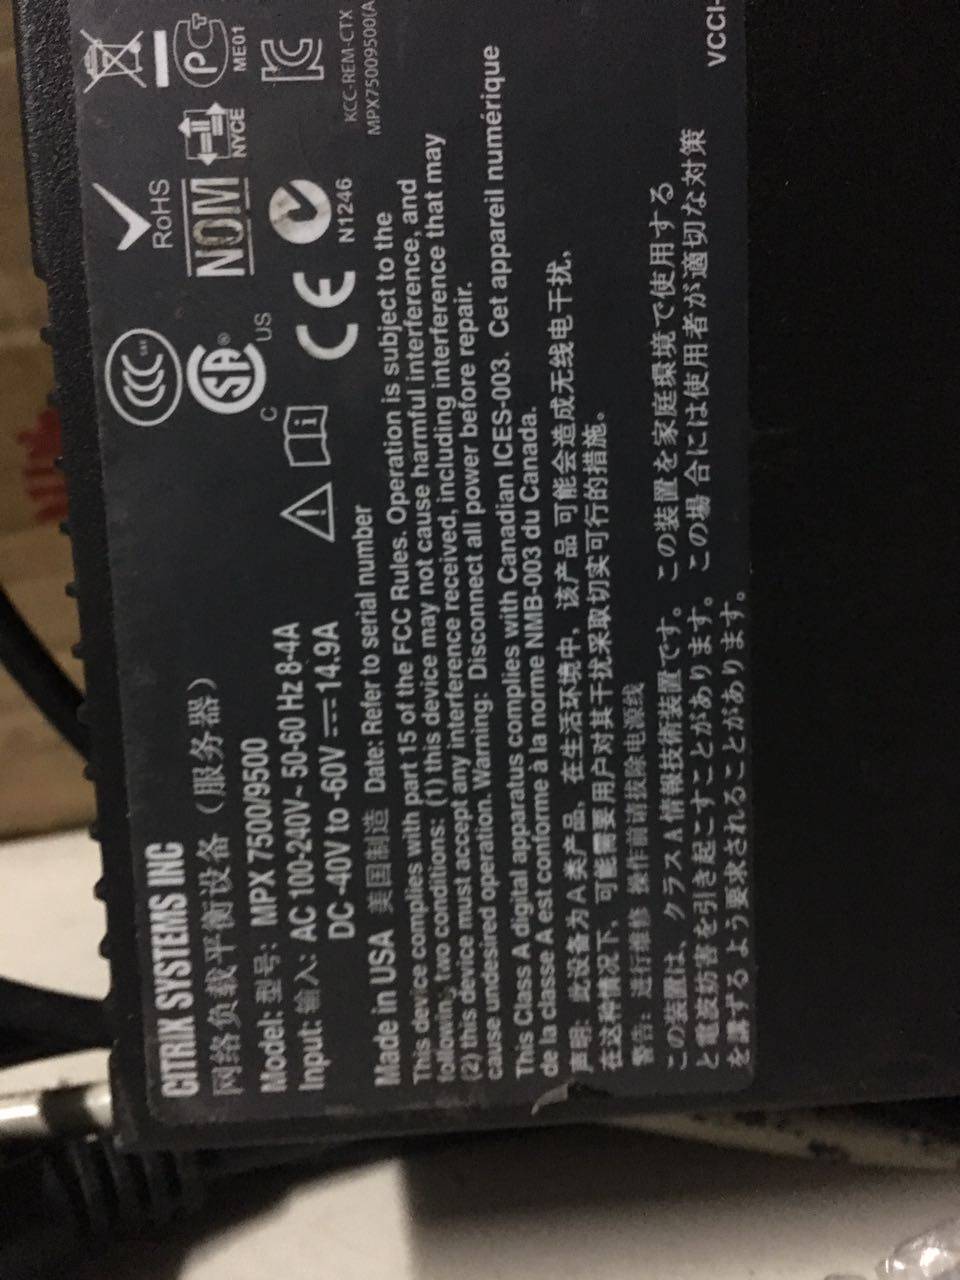 CITRIX SYSTEMS INC
网络负载平衡设备（服务器）
Model: 型号: MPX 7500/9500
Input: 输入: AC 100-240V~ 50-60 Hz 8-4A
DC -40V to -60V 14.9A
Made in USA 美国制造 Date: Refer to serial number
This device complies with part 15 of the FCC Rules. Operation is subject to the
following two conditions: (1) this device may not cause harmful interference, and
(2) this device must accept any interference received, including interference that may
cause undesired operation. Warning: Disconnect all power before repair.
This Class A digital apparatus complies with Canadian ICES-003. Cet appareil numérique
de la classe A est conforme à la norme NMB-003 du Canada.
声明: 此设备为A类产品, 在生活环境中, 该产品可能会造成无线电干扰,
在这种情况下, 可能需要用户对其干扰采取切实可行的措施。
警告: 进行维修 操作前请拔除电源线
この装置は、クラスA情報技術装置です。この装置を家庭環境で使用する
と電波妨害を引き起こすことがあります。この場合には使用者が適切な対策
を講ずるよう要求されることがあります。
VCCI-
CCC
RoHS
SA
C US
NOM
NYCE
PCT
ME01
CE
N1246
KCC-REM-CTX
MPX75009500(A